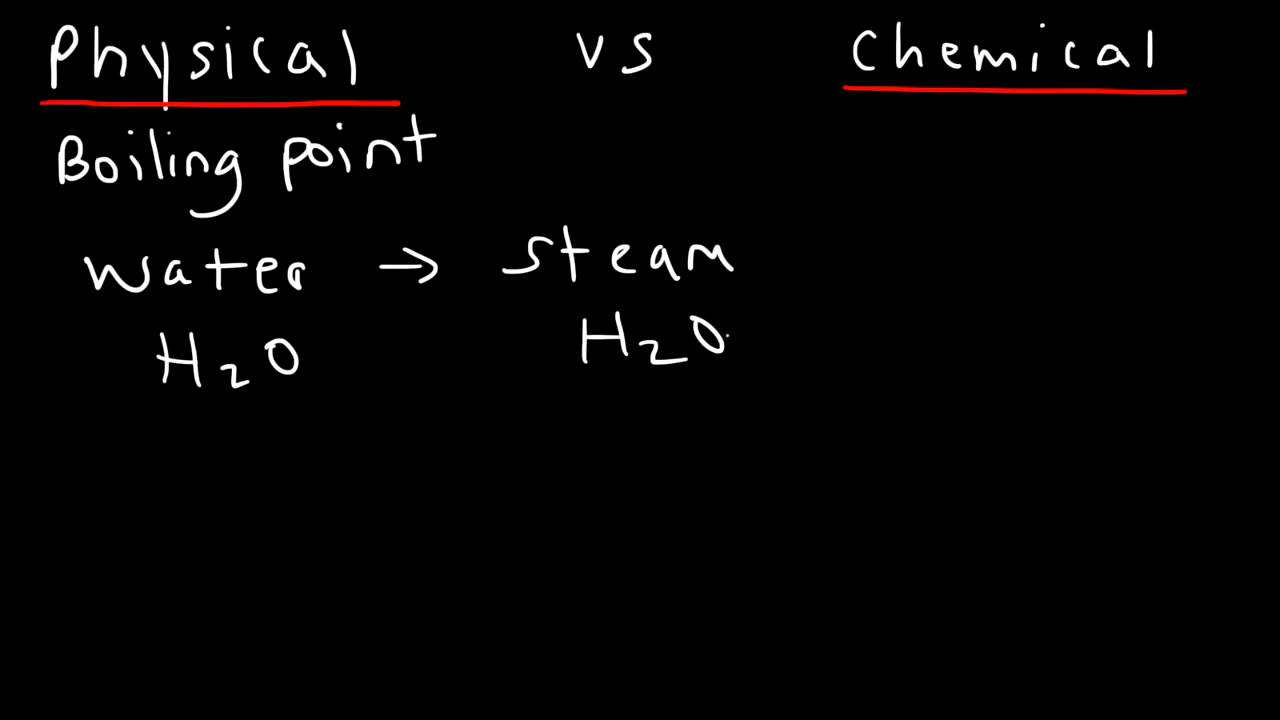 Physical vs Chemical
Boiling point
water → steam
H₂O H₂O